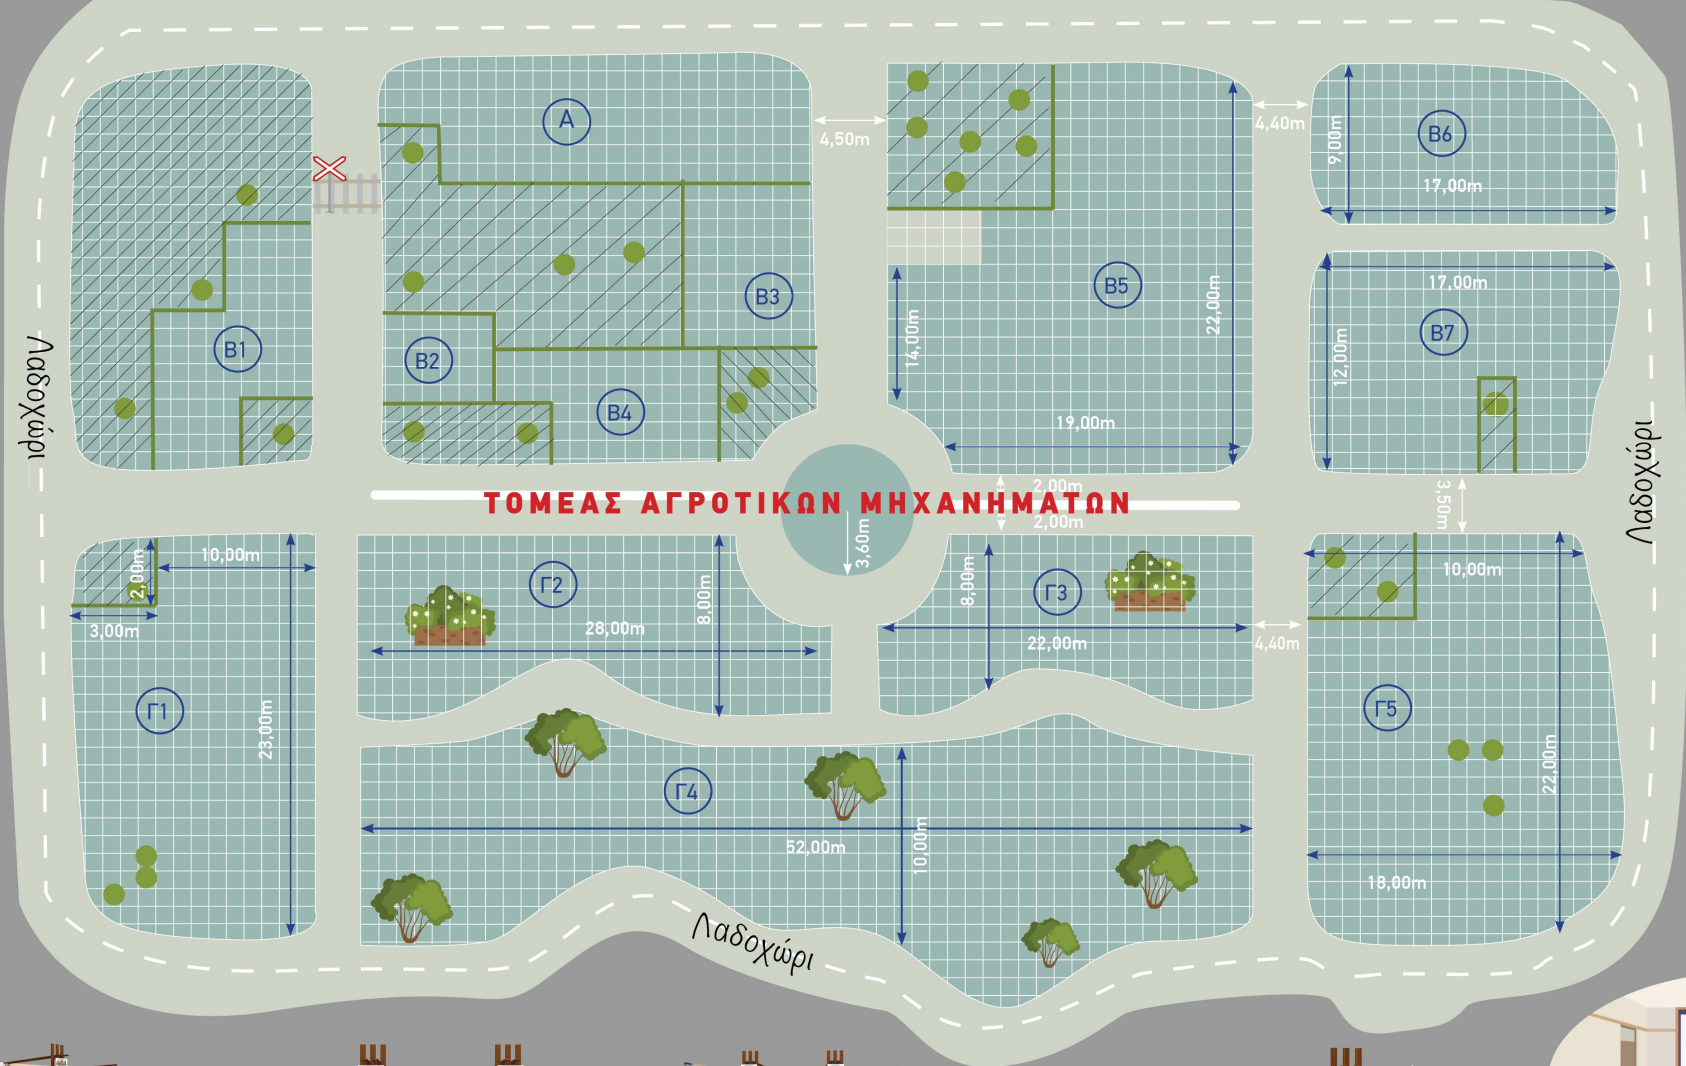 Α
4,50m
4,40m
9,00m
Β6
17,00m
Β3
Β5
22,00m
17,00m
Β7
12,00m
Β1
Β2
14,00m
Β4
19,00m
Λαδοχώρι
Λαδοχώρι
2,00m
ΤΟΜΕΑΣ ΑΓΡΟΤΙΚΩΝ ΜΗΧΑΝΗΜΑΤΩΝ
2,00m
3,50m
3,60m
2,00m
10,00m
3,00m
Γ2
8,00m
28,00m
8,00m
Γ3
22,00m
4,40m
10,00m
Γ1
23,00m
Γ5
22,00m
Γ4
52,00m
10,00m
18,00m
Λαδοχώρι